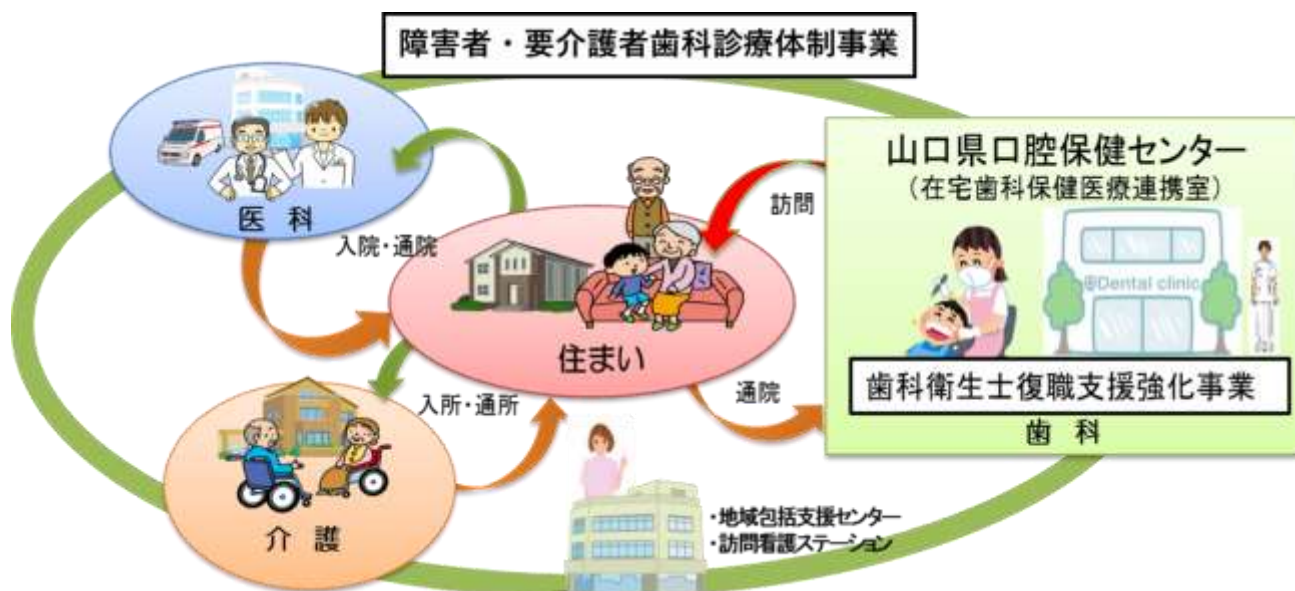 障害者・要介護者歯科診療体制事業
山口県口腔保健センター
（在宅歯科保健医療連携室）
訪問
医 科
入院・通院
Dental clinic
住まい
歯科衛生士復職支援強化事業
通院
入所・通所
歯 科
・地域包括支援センター
・訪問看護ステーション
介 護